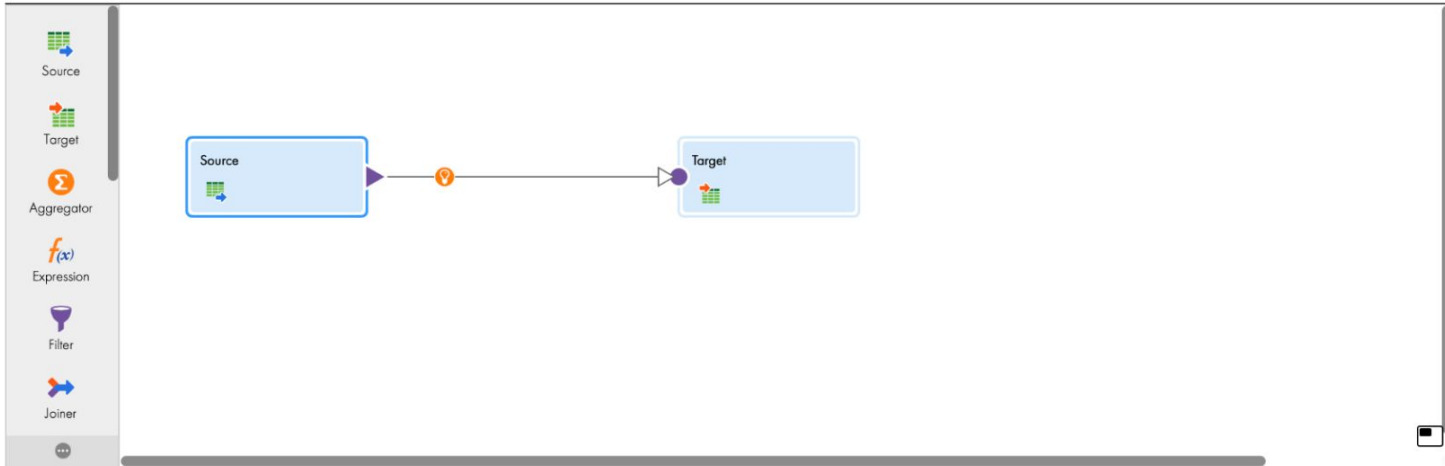 Source
Target
Aggregator
f(x)
Expression
Filter
Joiner
Source
Target